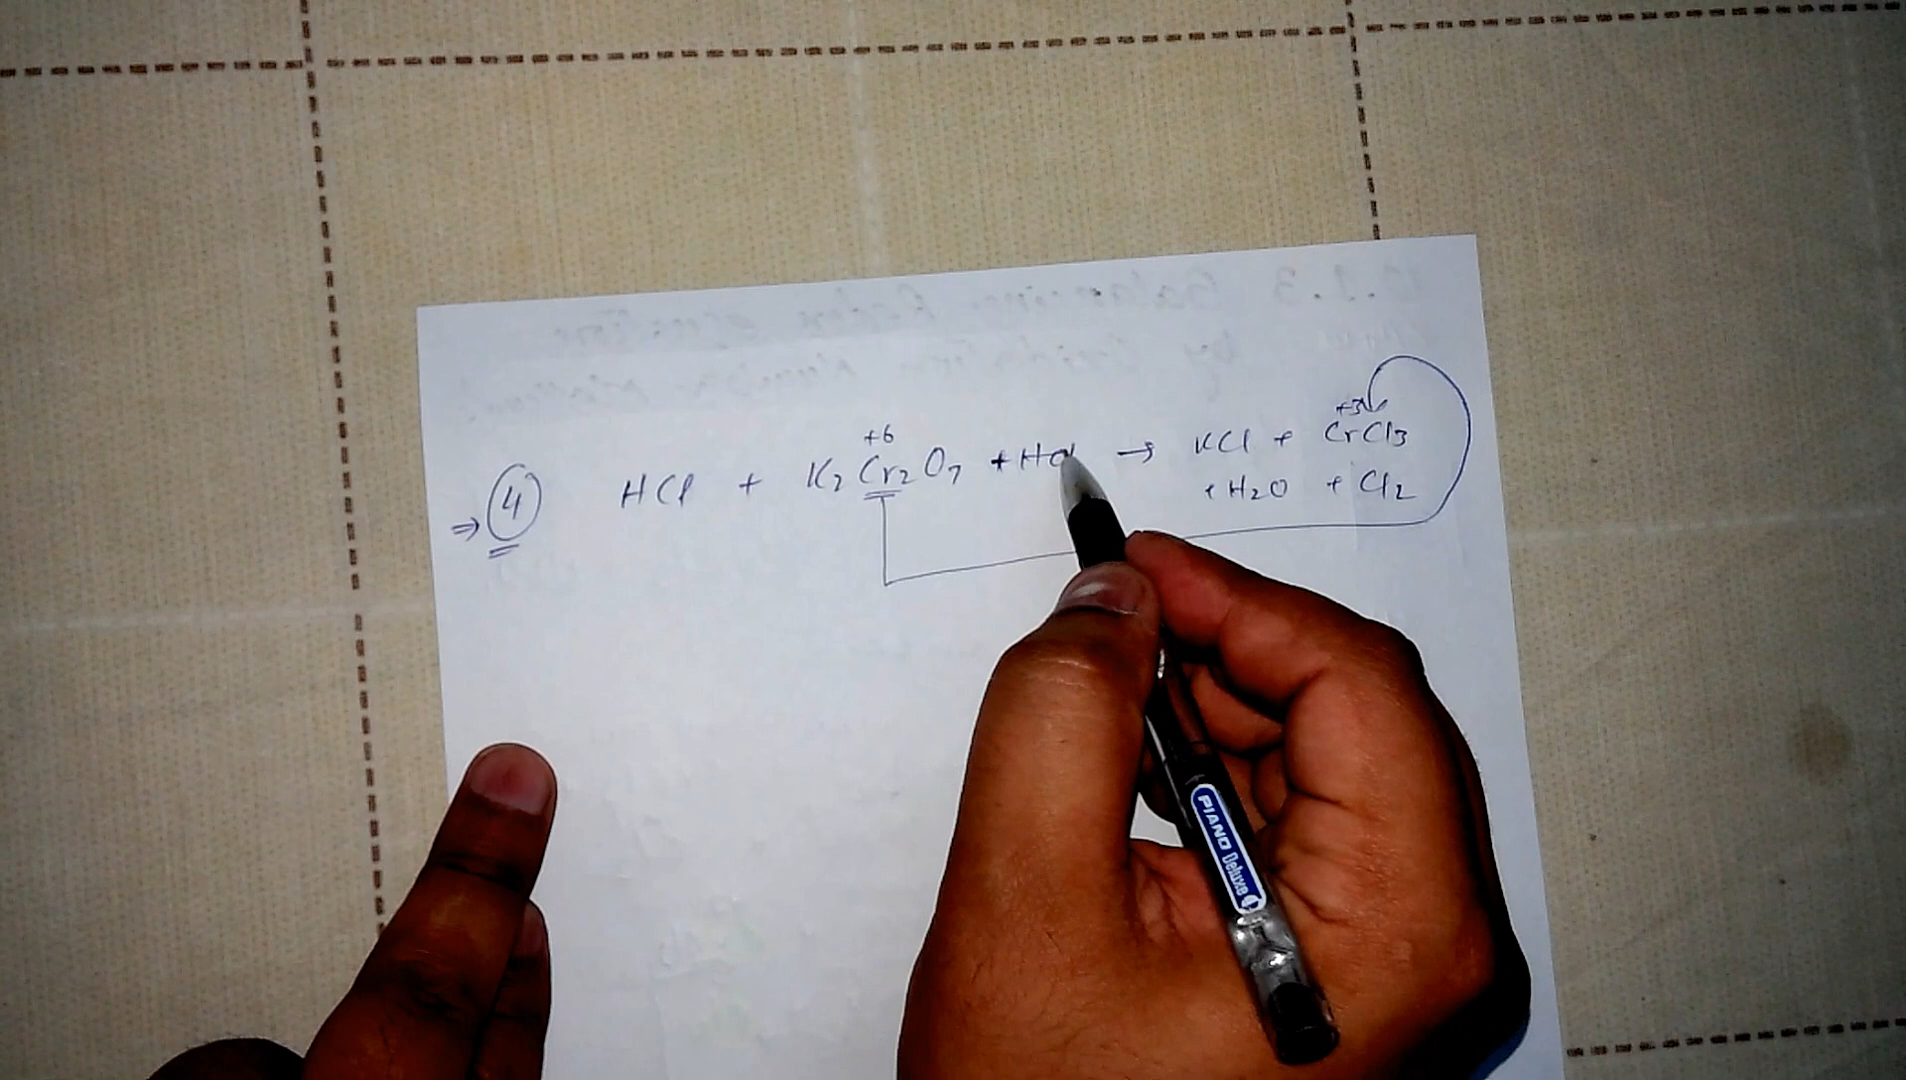 ⇒ 4 HCl + K2Cr2O7 + HCl → KCl + CrCl3
+ H2O + Cl2
+6
+3
PIANO Deluxe